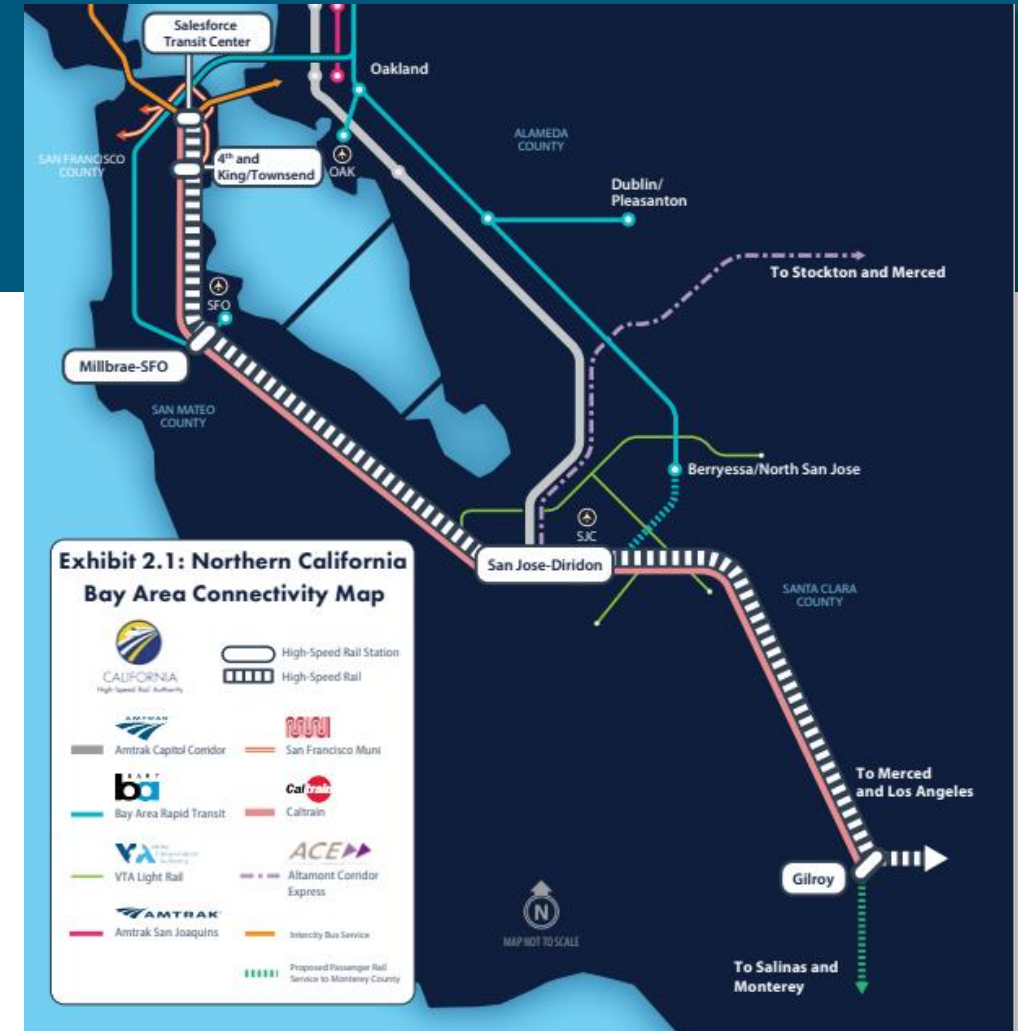 Salesforce
Transit Center
Oakland
ALAMEDA
COUNTY
SAN FRANCISCO
COUNTY
4th and
King/Townsend
OAK
Dublin/
Pleasanton
To Stockton and Merced
SFO
Millbrae-SFO
SAN MATEO
COUNTY
Berryessa/North San Jose
SJC
San Jose-Diridon
SANTA CLARA
COUNTY
Exhibit 2.1: Northern California
Bay Area Connectivity Map
CALIFORNIA
High-Speed Rail Authority
High-Speed Rail Station
High-Speed Rail
AMTRAK
Amtrak Capitol Corridor
MUNI
San Francisco Muni
BART
ba
Bay Area Rapid Transit
Caltrain
Caltrain
VTA
VTA Light Rail
ACE
Altamont Corridor
Express
AMTRAK
Amtrak San Joaquins
Intercity Bus Service
Proposed Passenger Rail
Service to Monterey County
N
MAP NOT TO SCALE
To Merced
and Los Angeles
Gilroy
To Salinas and
Monterey